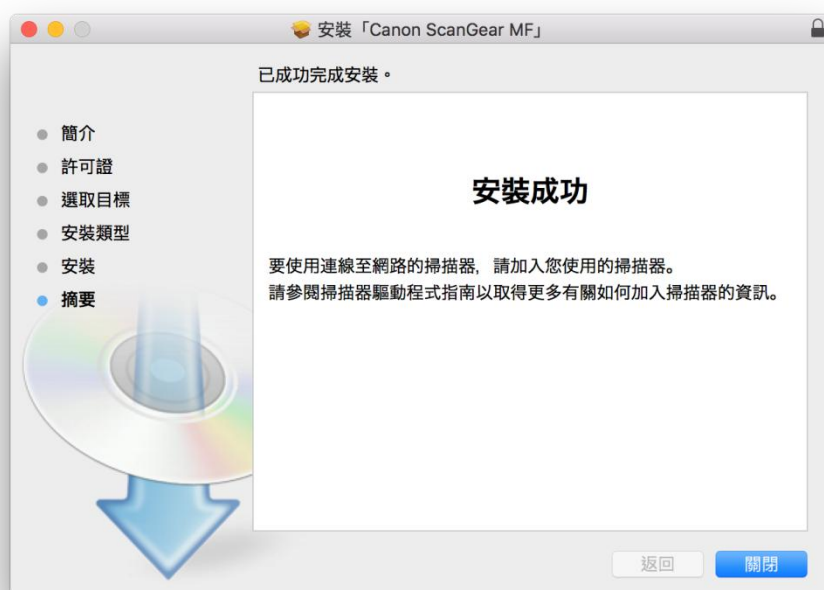 安裝「Canon ScanGear MF」
已成功完成安裝。
簡介
許可證
選取目標
安裝類型
安裝
摘要
安裝成功
要使用連線至網路的掃描器，請加入您使用的掃描器。
請參閱掃描器驅動程式指南以取得更多有關如何加入掃描器的資訊。
返回
關閉